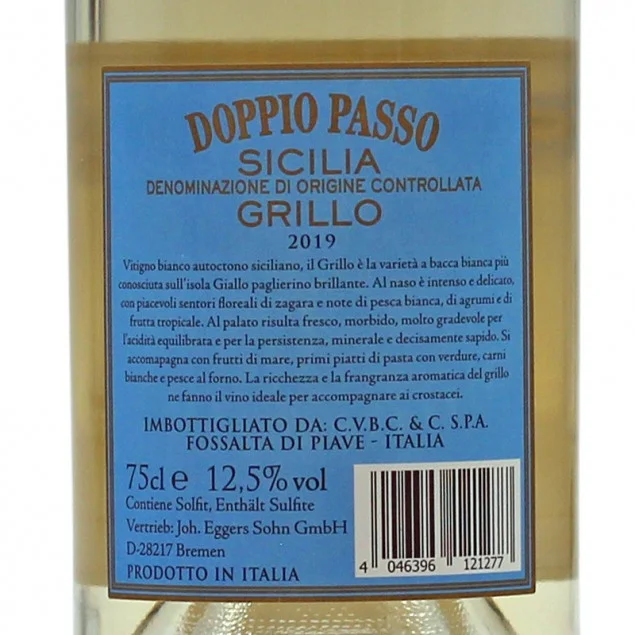 DOPPIO PASSO
SICILIA
DENOMINAZIONE DI ORIGINE CONTROLLATA
GRILLO
2019
Vitigno bianco autoctono siciliano, il Grillo è la varietà a bacca bianca più
conosciuta sull'isola Giallo paglierino brillante. Al naso è intenso e delicato,
con piacevoli sentori floreali di zagara e note di pesca bianca, di agrumi e di
frutta tropicale. Al palato risulta fresco, morbido, molto gradevole per
l'acidità equilibrata e per la persistenza, minerale e decisamente sapido. Si
accomapagna con frutti di mare, primi piatti di pasta con verdure, carni
bianche e pesce al forno. La ricchezza e la frangranza aromatica del grillo
ne fanno il vino ideale per accompagnare ai crostacei.
IMBOTTIGLIATO DA: C.V.B.C. & C. S.P.A.
FOSSALTA DI PIAVE - ITALIA
75cl e 12,5% vol
Contiene Solfit, Enthält Sulfite
Vertrieb: Joh. Eggers Sohn GmbH
D-28217 Bremen
PRODOTTO IN ITALIA
4 046396 121277